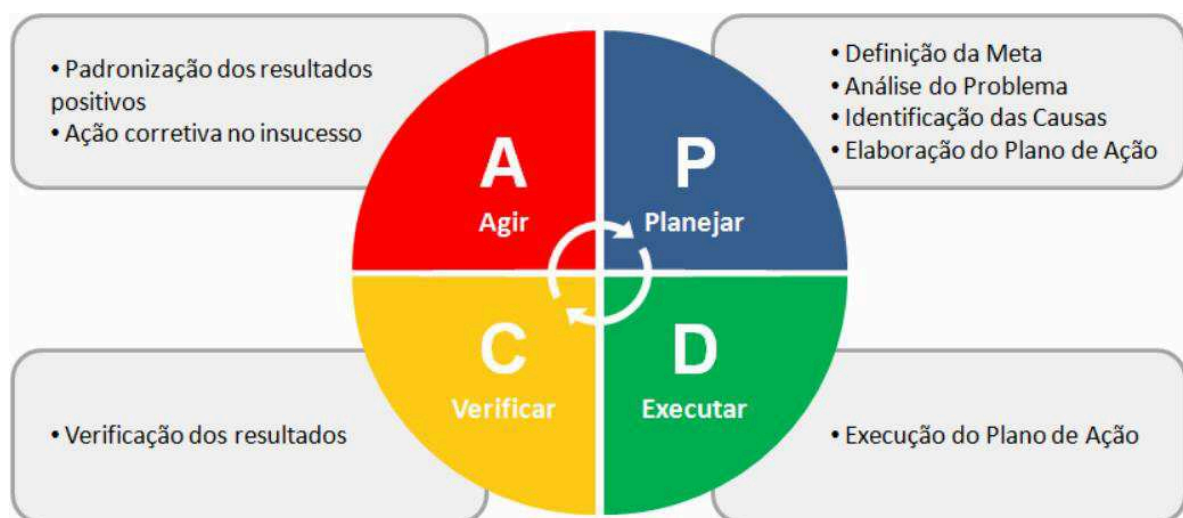 • Padronização dos resultados
positivos
• Ação corretiva no insucesso
A
Agir
P
Planejar
• Definição da Meta
• Análise do Problema
• Identificação das Causas
• Elaboração do Plano de Ação
• Verificação dos resultados
C
Verificar
D
Executar
• Execução do Plano de Ação